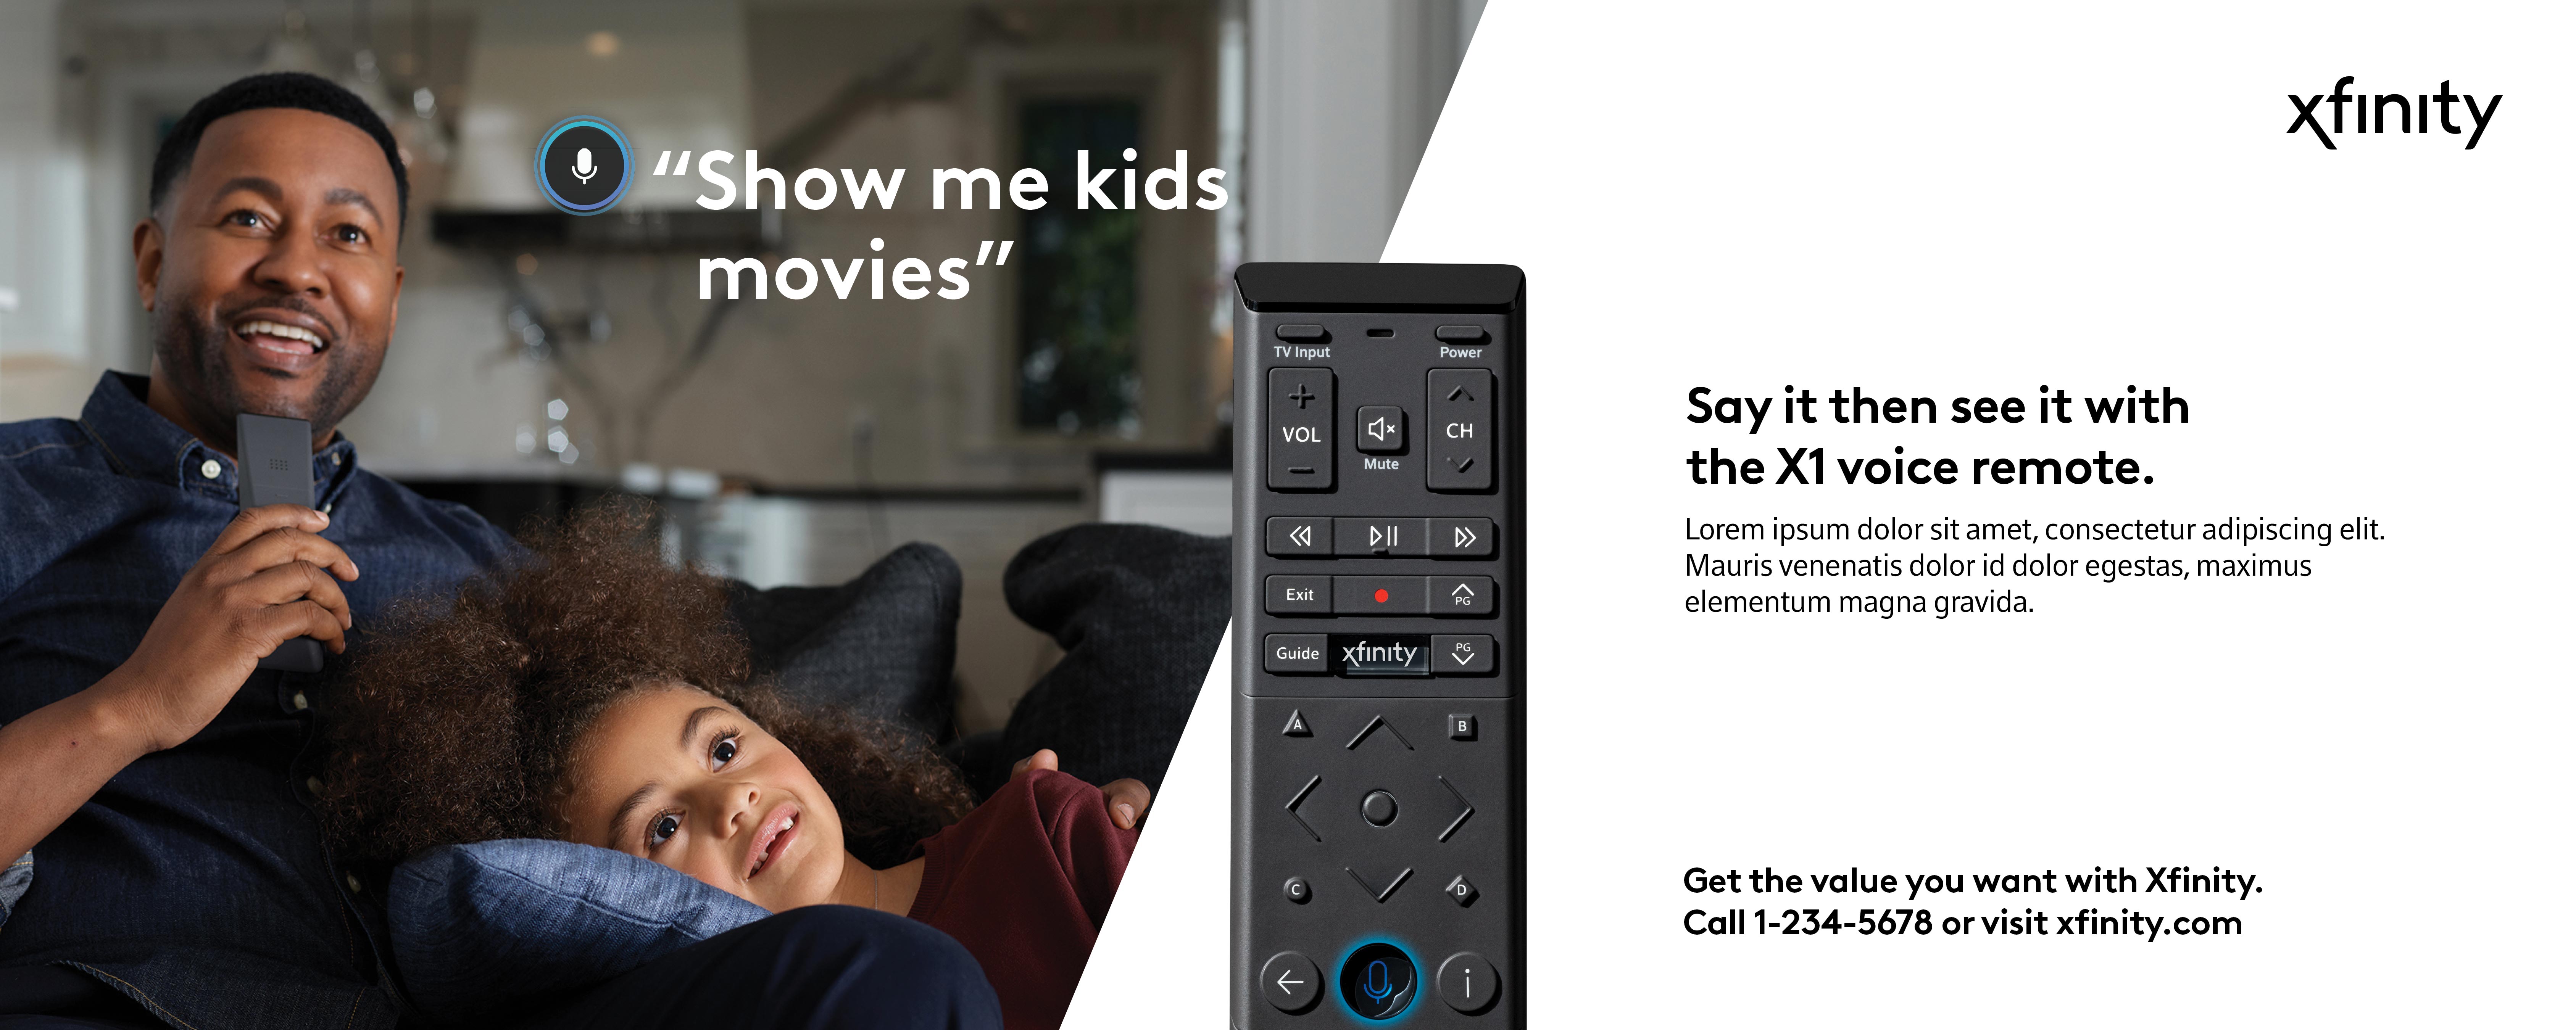 “Show me kids
movies”
xfinity
TV Input
Power
VOL
CH
Mute
Exit
PG
Guide
xfinity
PG
A
B
C
D
i
Say it then see it with
the X1 voice remote.
Lorem ipsum dolor sit amet, consectetur adipiscing elit.
Mauris venenatis dolor id dolor egestas, maximus
elementum magna gravida.
Get the value you want with Xfinity.
Call 1-234-5678 or visit xfinity.com